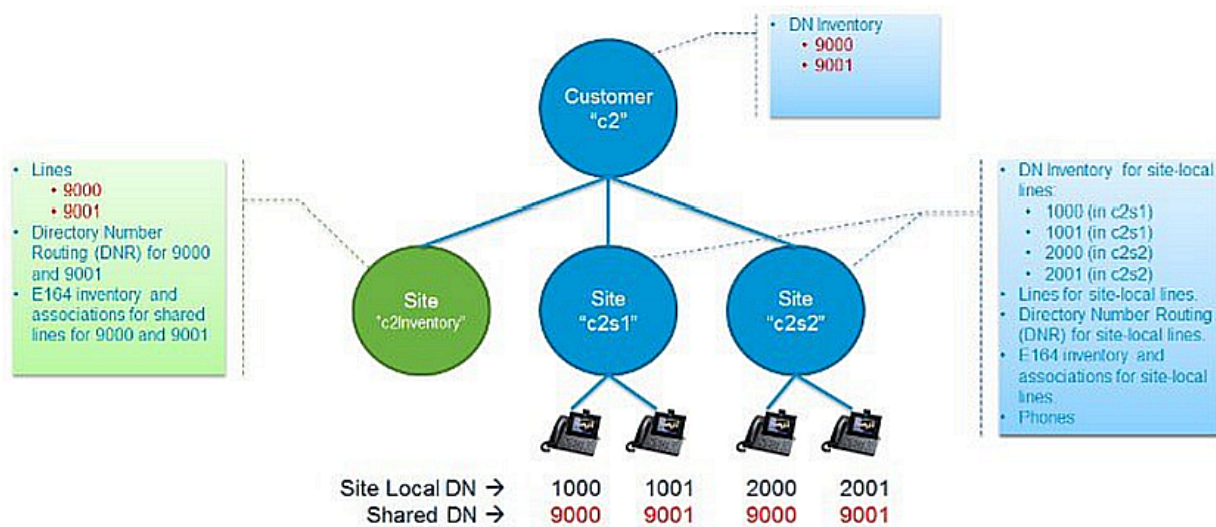 • DN Inventory
• 9000
• 9001
Customer
"c2"
• Lines
• 9000
• 9001
• Directory Number
Routing (DNR) for 9000
and 9001
• E164 inventory and
associations for shared
lines for 9000 and 9001
• DN Inventory for site-local
lines:
• 1000 (in c2s1)
• 1001 (in c2s1)
• 2000 (in c2s2)
• 2001 (in c2s2)
• Lines for site-local lines.
• Directory Number Routing
(DNR) for site-local lines.
• E164 inventory and
associations for site-local
lines.
• Phones
Site
"c2Inventory"
Site
"c2s1"
Site
"c2s2"
Site Local DN → 1000 1001 2000 2001
Shared DN → 9000 9001 9000 9001